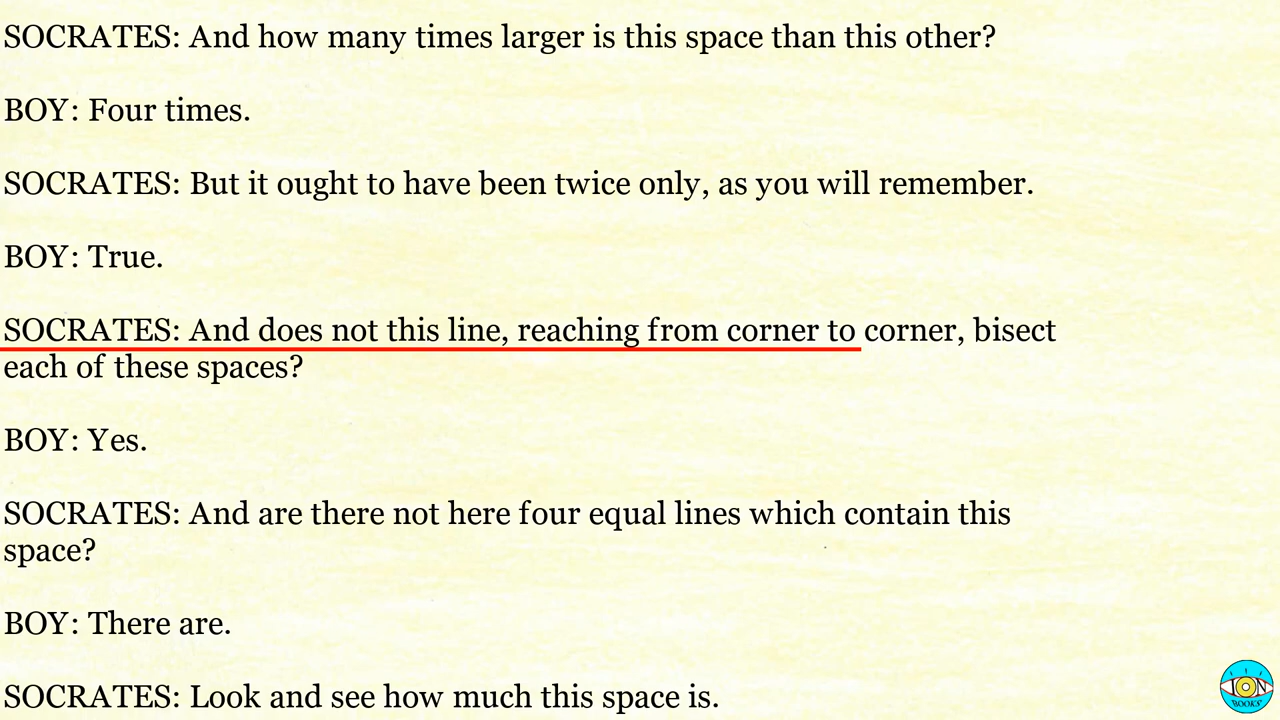 SOCRATES: And how many times larger is this space than this other?
BOY: Four times.
SOCRATES: But it ought to have been twice only, as you will remember.
BOY: True.
SOCRATES: And does not this line, reaching from corner to corner, bisect
each of these spaces?
BOY: Yes.
SOCRATES: And are there not here four equal lines which contain this
space?
BOY: There are.
SOCRATES: Look and see how much this space is.
ION
BOOKS